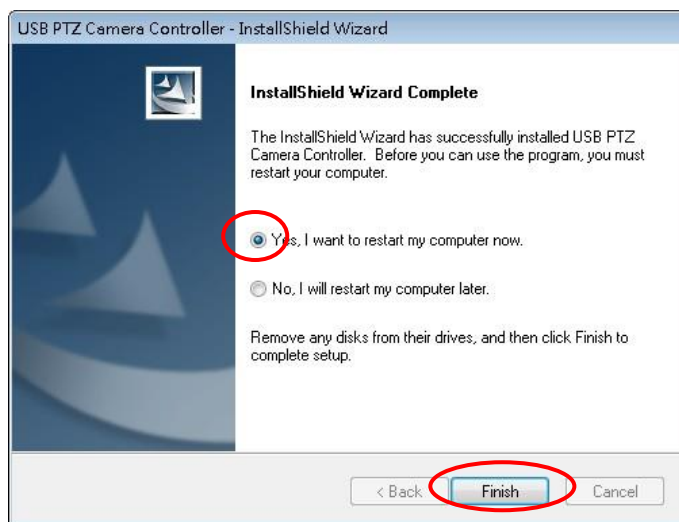 USB PTZ Camera Controller - InstallShield Wizard
InstallShield Wizard Complete
The InstallShield Wizard has successfully installed USB PTZ
Camera Controller. Before you can use the program, you must
restart your computer.
Yes, I want to restart my computer now.
No, I will restart my computer later.
Remove any disks from their drives, and then click Finish to
complete setup.
< Back Finish Cancel